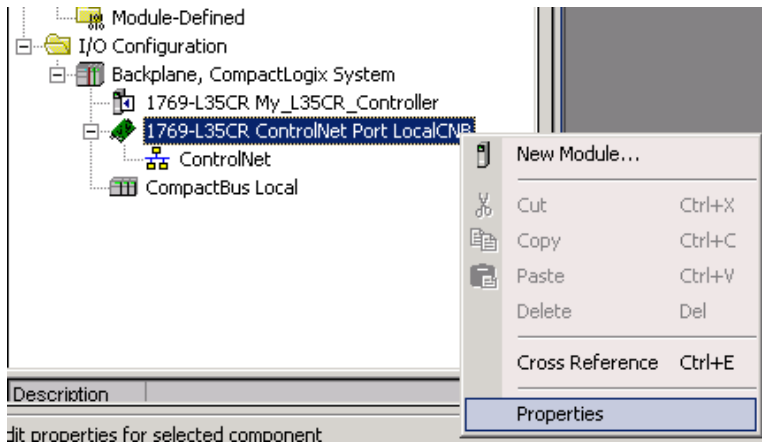 Module-Defined
I/O Configuration
Backplane, CompactLogix System
1769-L35CR My_L35CR_Controller
1769-L35CR ControlNet Port LocalCNB
ControlNet
CompactBus Local
New Module...
Cut Ctrl+X
Copy Ctrl+C
Paste Ctrl+V
Delete Del
Cross Reference Ctrl+E
Properties
Description
dit properties for selected component